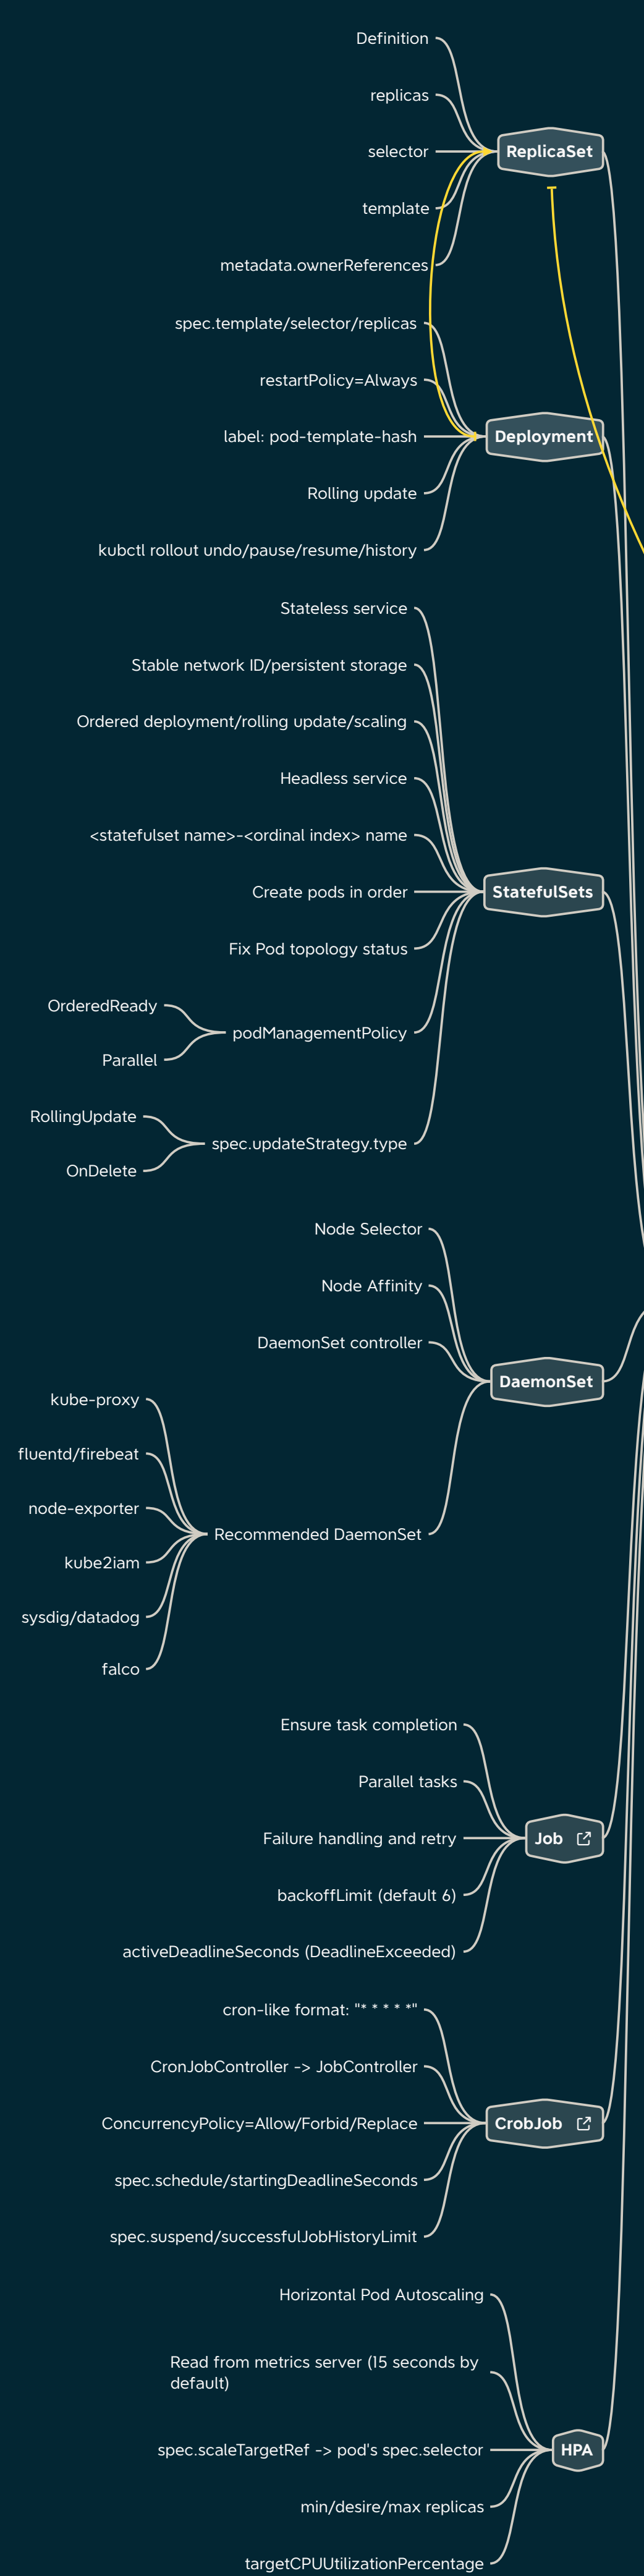 Definition
replicas
selector
ReplicaSet
template
metadata.ownerReferences
spec.template/selector/replicas
restartPolicy=Always
label: pod-template-hash
Deployment
Rolling update
kubctl rollout undo/pause/resume/history
Stateless service
Stable network ID/persistent storage
Ordered deployment/rolling update/scaling
Headless service
<statefulset name>-<ordinal index> name
Create pods in order
StatefulSets
Fix Pod topology status
OrderedReady
podManagementPolicy
Parallel
RollingUpdate
spec.updateStrategy.type
OnDelete
Node Selector
Node Affinity
DaemonSet controller
DaemonSet
kube-proxy
fluentd/firebeat
node-exporter
Recommended DaemonSet
kube2iam
sysdig/datadog
falco
Ensure task completion
Parallel tasks
Failure handling and retry
Job
backoffLimit (default 6)
activeDeadlineSeconds (DeadlineExceeded)
cron-like format: "* * * * *"
CronJobController -> JobController
ConcurrencyPolicy=Allow/Forbid/Replace
CrobJob
spec.schedule/startingDeadlineSeconds
spec.suspend/successfulJobHistoryLimit
Horizontal Pod Autoscaling
Read from metrics server (15 seconds by
default)
spec.scaleTargetRef -> pod's spec.selector
HPA
min/desire/max replicas
targetCPUUtilizationPercentage